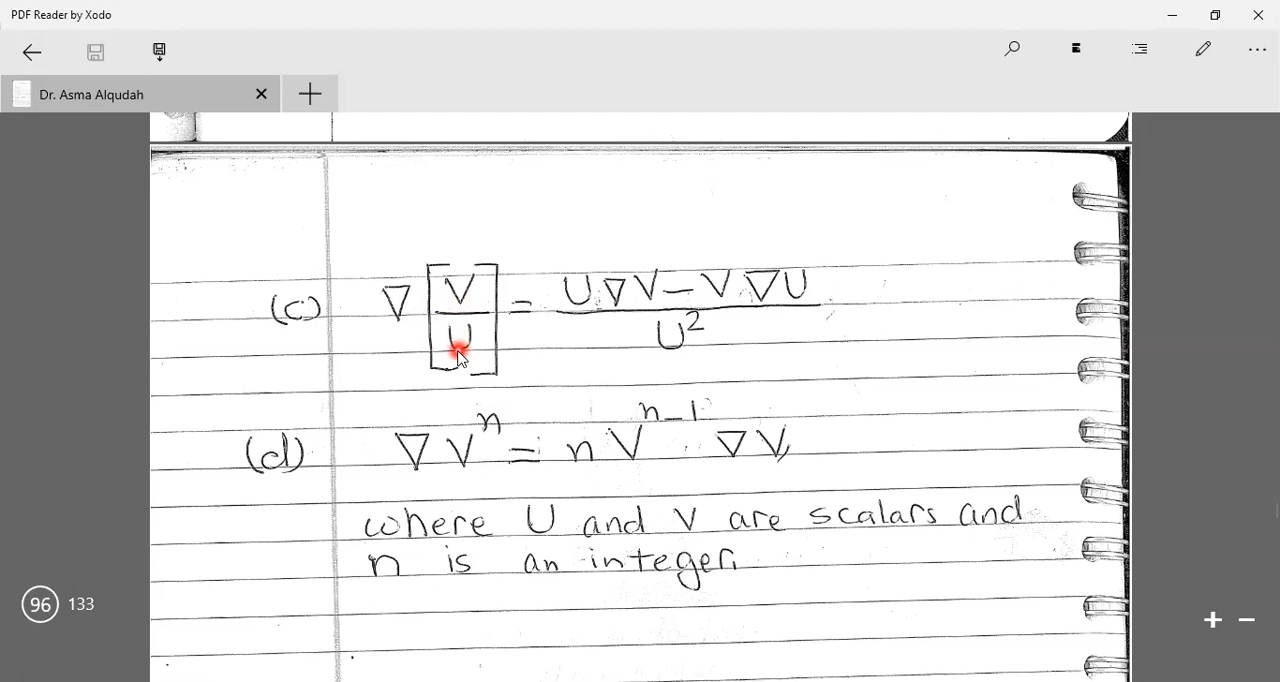 PDF Reader by Xodo
Dr. Asma Alqudah
(c) ∇ [V/U] = (U ∇V − V ∇U)/U²
(d) ∇Vⁿ = n Vⁿ⁻¹ ∇V,
where U and V are scalars and
n is an integer.
96 133